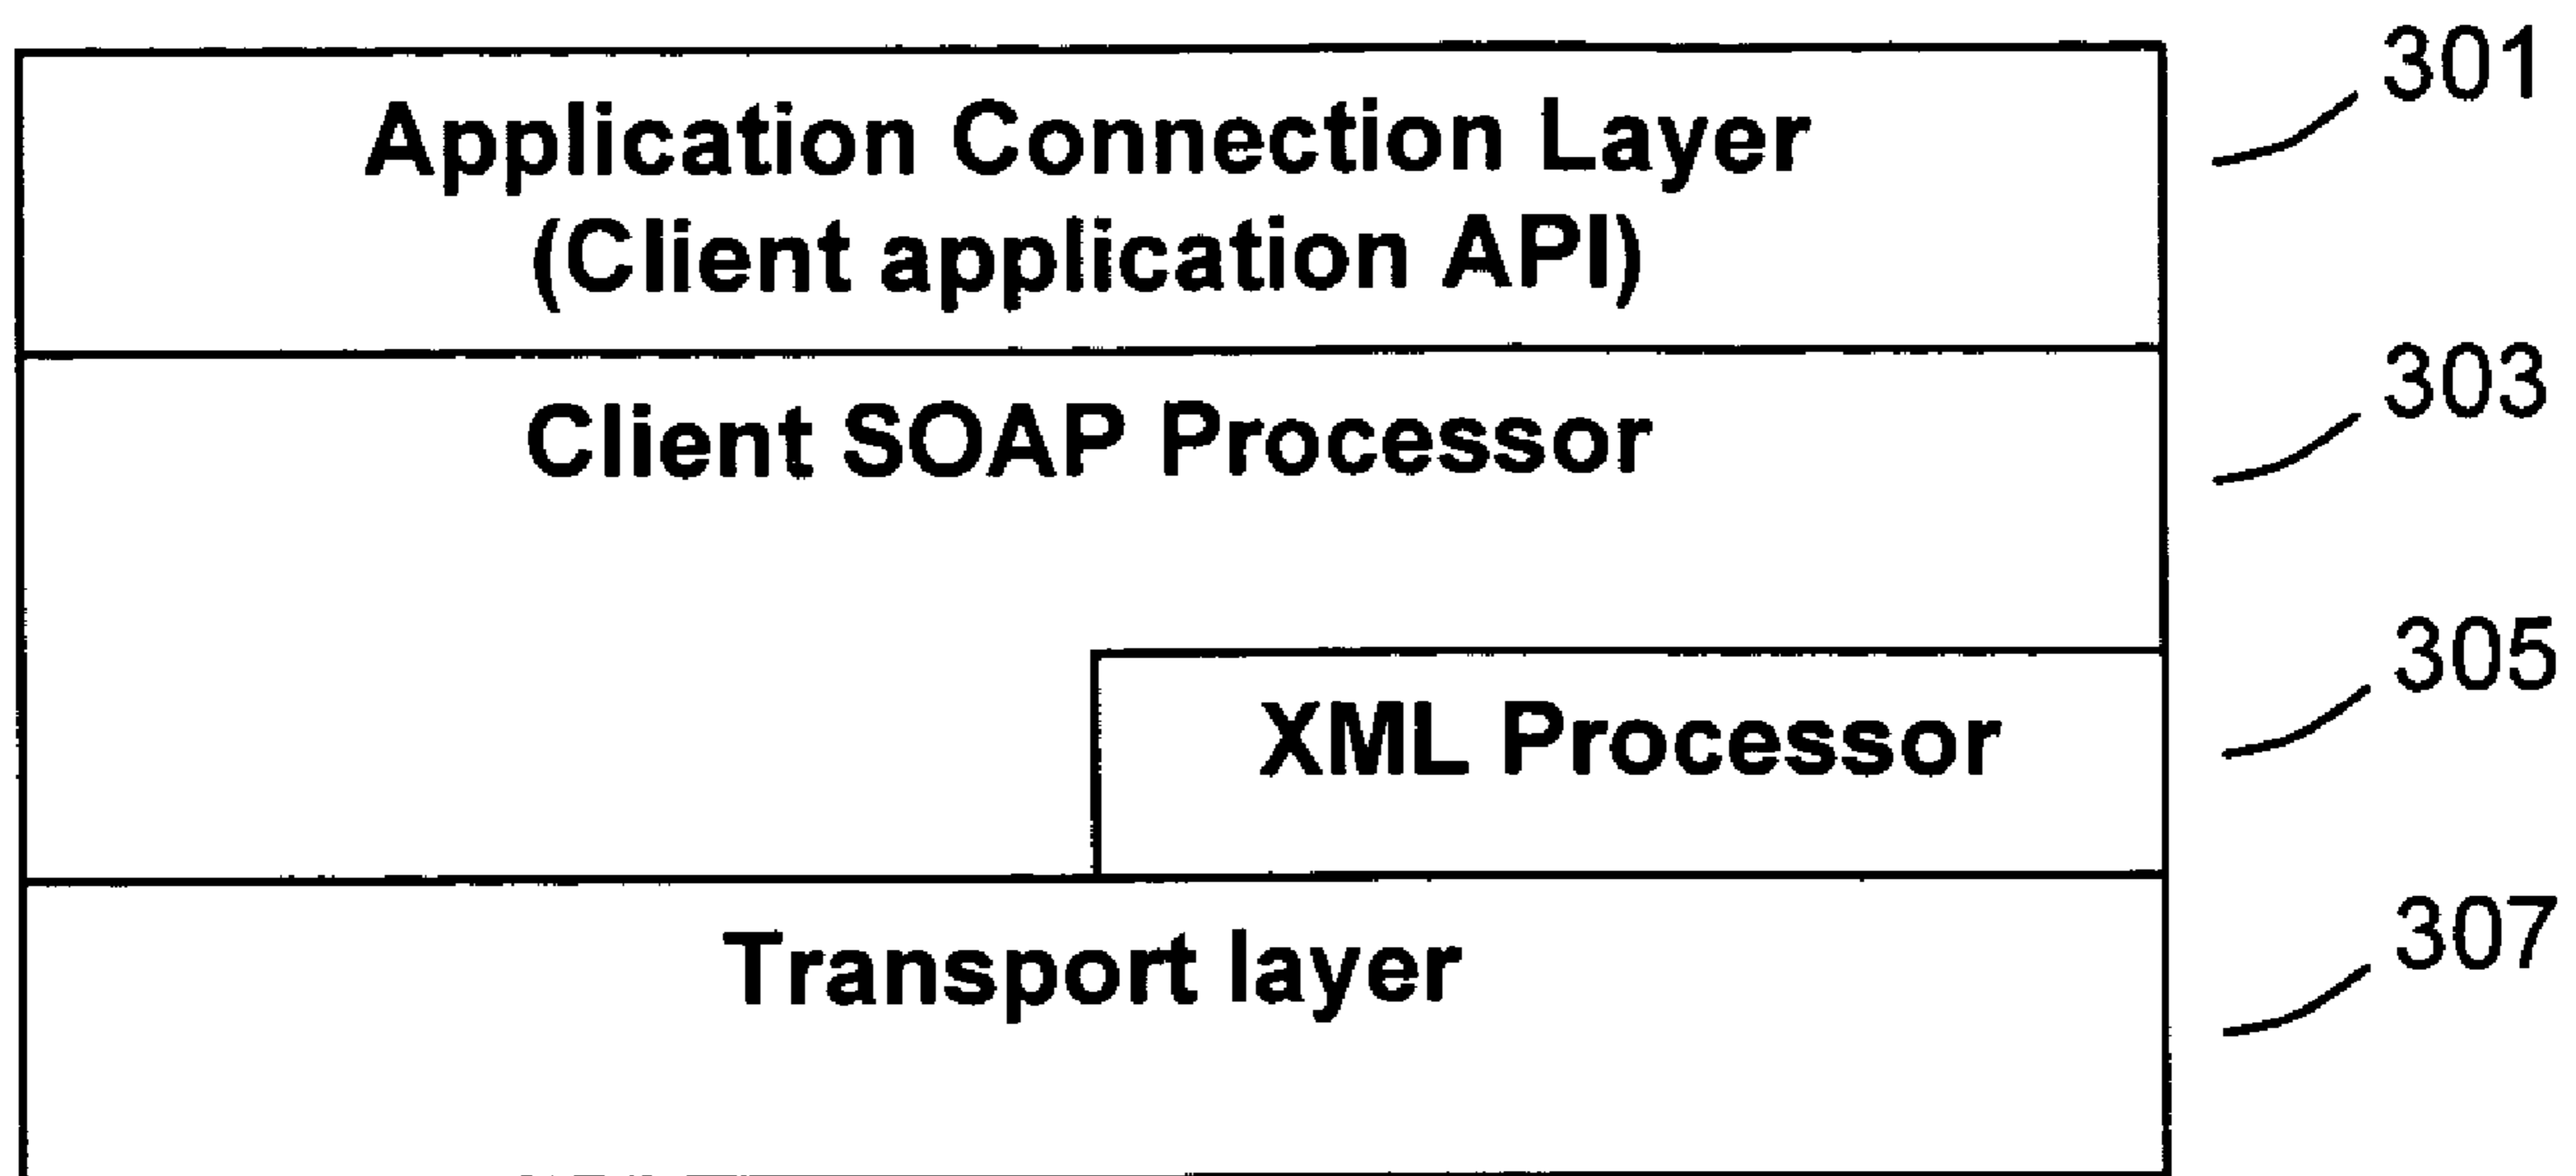 Application Connection Layer
(Client application API)
301
Client SOAP Processor
303
XML Processor
305
Transport layer
307